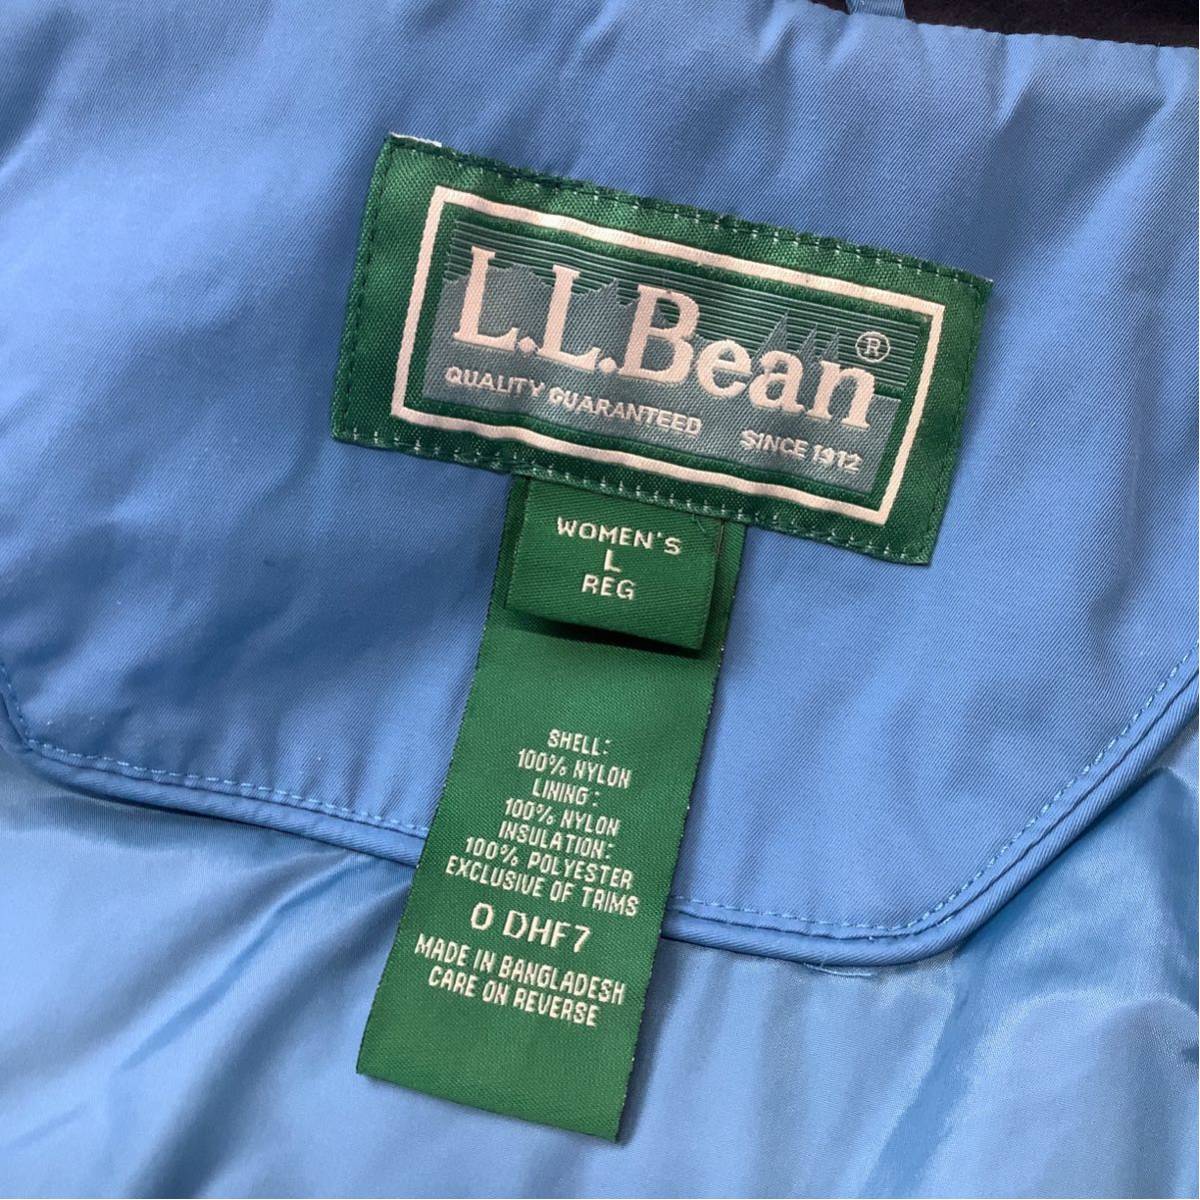 L.L.Bean®
QUALITY GUARANTEED SINCE 1912
WOMEN'S
L
REG
SHELL:
100% NYLON
LINING:
100% NYLON
INSULATION:
100% POLYESTER
EXCLUSIVE OF TRIMS
0 DHF7
MADE IN BANGLADESH
CARE ON REVERSE